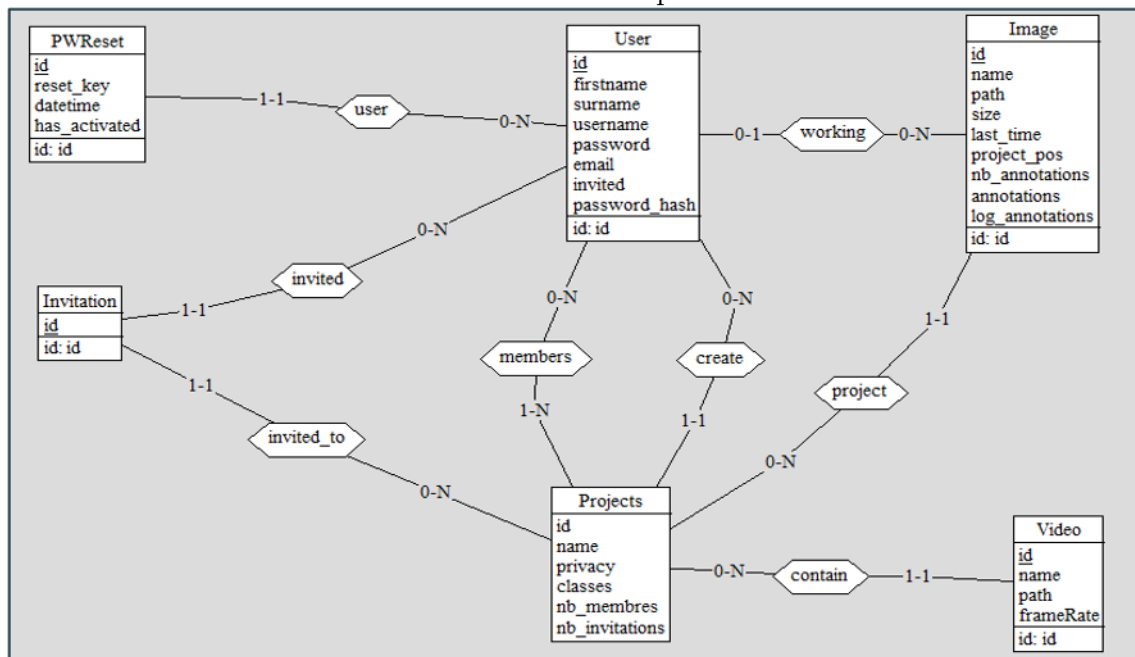 PWReset
id
reset_key
datetime
has_activated
id: id
User
id
firstname
surname
username
password
email
invited
password_hash
id: id
Image
id
name
path
size
last_time
project_pos
nb_annotations
annotations
log_annotations
id: id
1-1
user
0-N
0-1
working
0-N
0-N
invited
1-1
Invitation
id
id: id
0-N
members
1-N
0-N
create
1-1
1-1
project
0-N
1-1
invited_to
0-N
Projects
id
name
privacy
classes
nb_membres
nb_invitations
0-N
contain
1-1
Video
id
name
path
frameRate
id: id